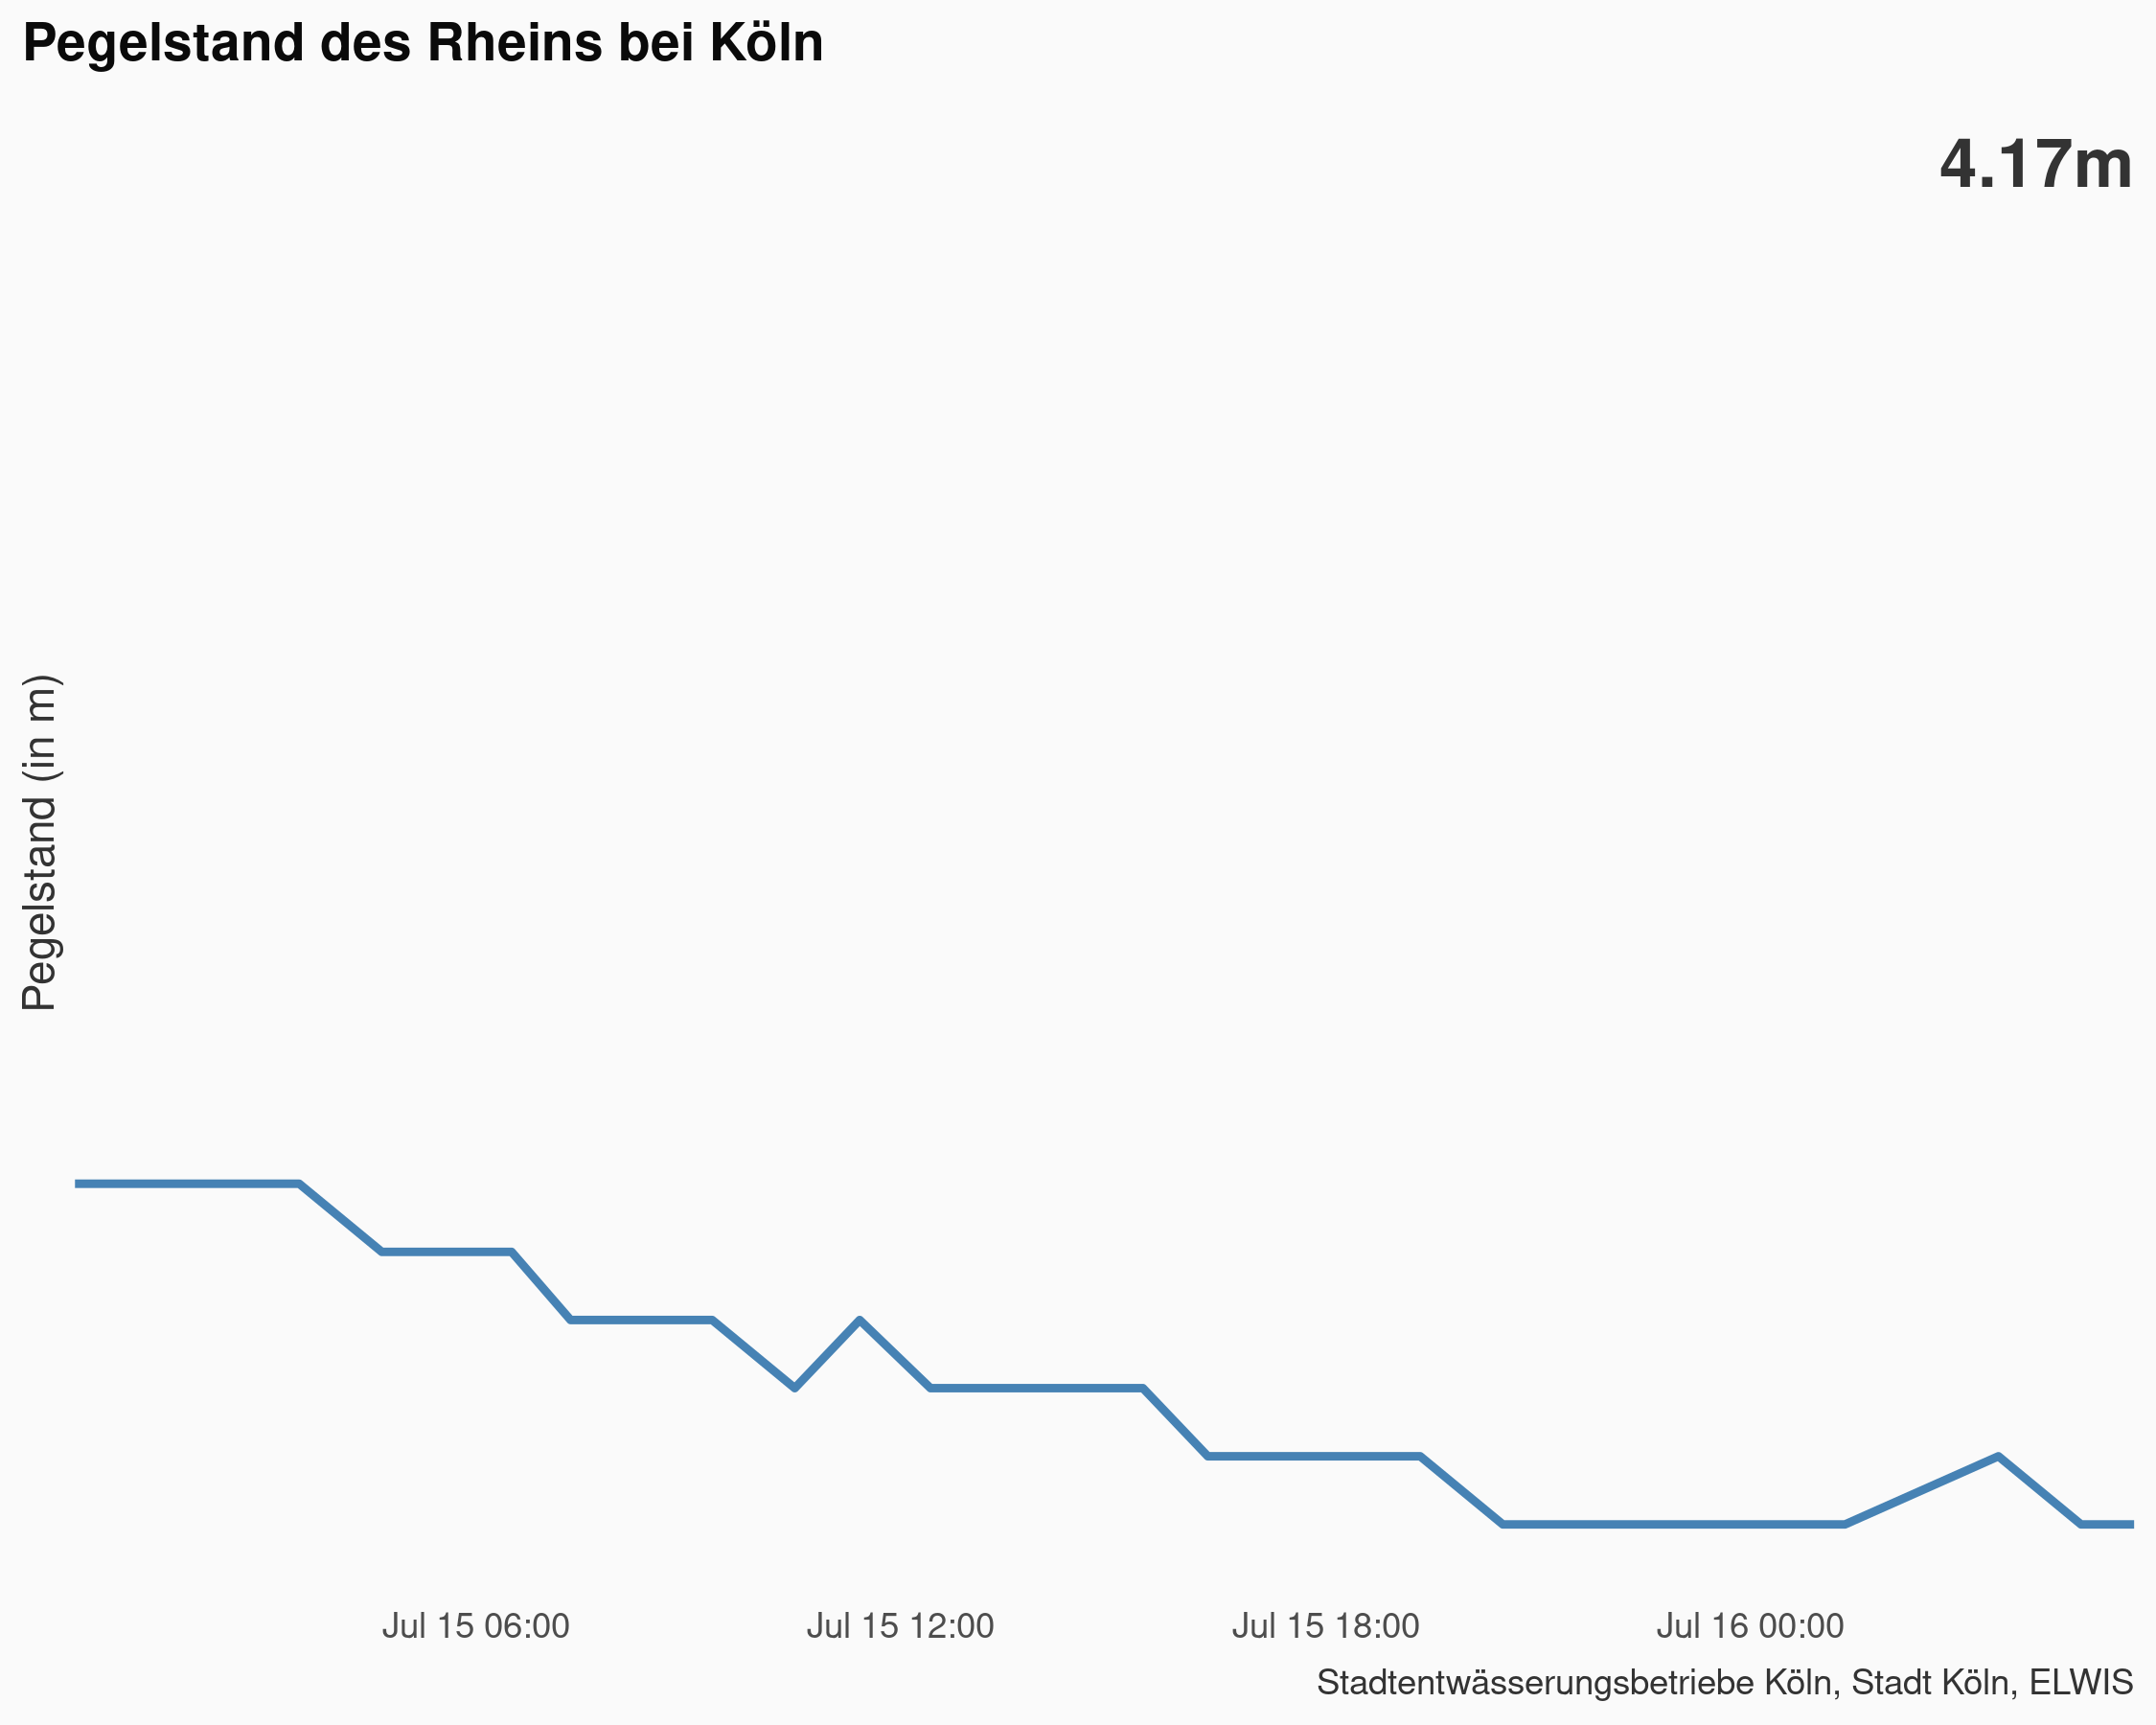 Pegelstand des Rheins bei Köln
4.17m
Pegelstand (in m)
Jul 15 06:00
Jul 15 12:00
Jul 15 18:00
Jul 16 00:00
Stadtentwässerungsbetriebe Köln, Stadt Köln, ELWIS